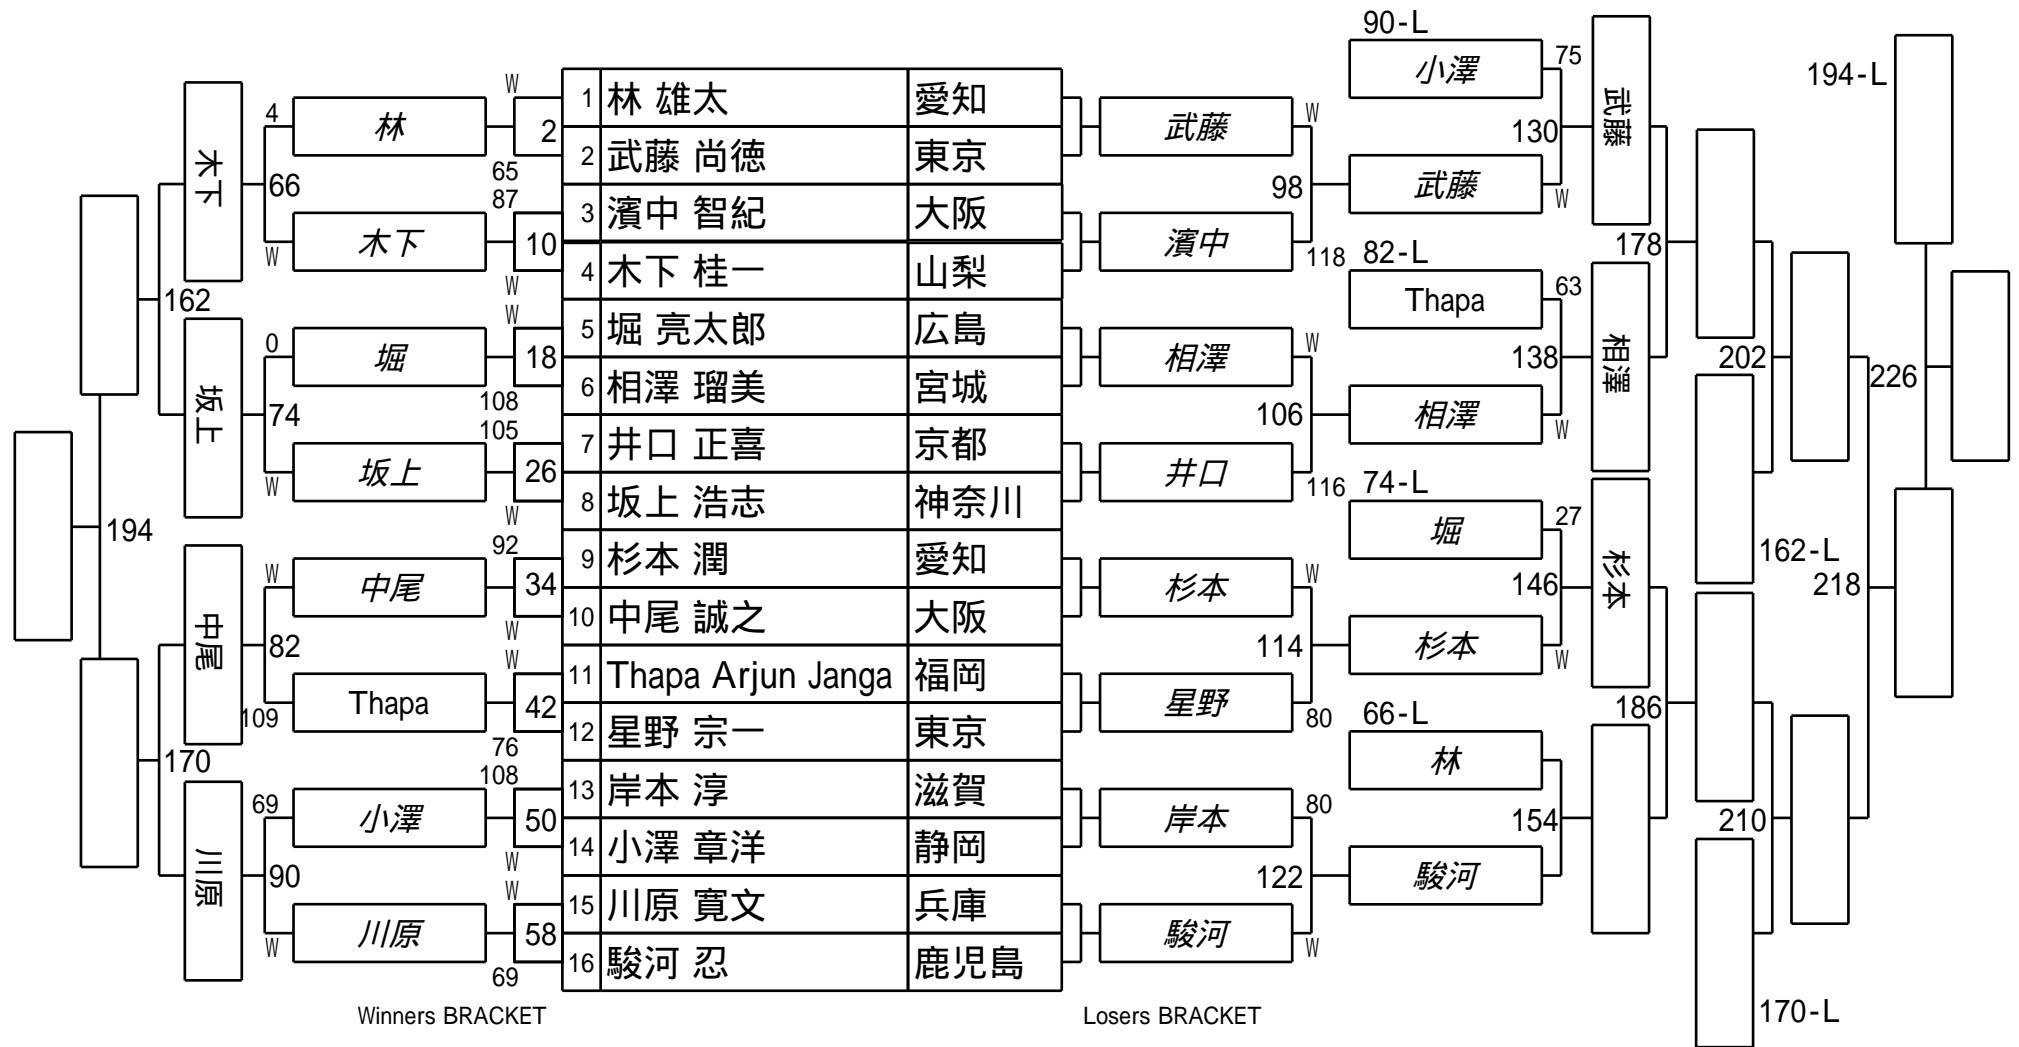 90-L
小澤 75
194-L
W
1 林 雄太 愛知
武藤
4 林 2 武藤 W 130
木下 2 武藤 尚徳 東京
65
66 87 98 武藤 W
3 濱中 智紀 大阪
木下 10 濱中 178
W 4 木下 桂一 山梨 118 82-L
W Thapa 63
162
5 堀 亮太郎 広島
0 堀 18 相澤 W 138 相澤 202
坂上 6 相澤 瑠美 宮城 226
108
74 105 106 相澤 W
7 井口 正喜 京都
坂上 26 井口
W 8 坂上 浩志 神奈川 116 74-L
W 堀 27
194
92 9 杉本 潤 愛知 162-L
W 中尾 34 杉本 W 146 杉本 218
W 10 中尾 誠之 大阪
中尾 82 114 杉本 W
W 11 Thapa Arjun Janga 福岡
109 Thapa 42 星野 186
12 星野 宗一 東京 80 66-L
76 林
170
108 13 岸本 淳 滋賀
69 小澤 50 岸本 80 154 210
W 14 小澤 章洋 静岡
川原 90 122 駿河
W 15 川原 寛文 兵庫
W 川原 58 駿河 W
69 16 駿河 忍 鹿児島
Winners BRACKET Losers BRACKET
170-L